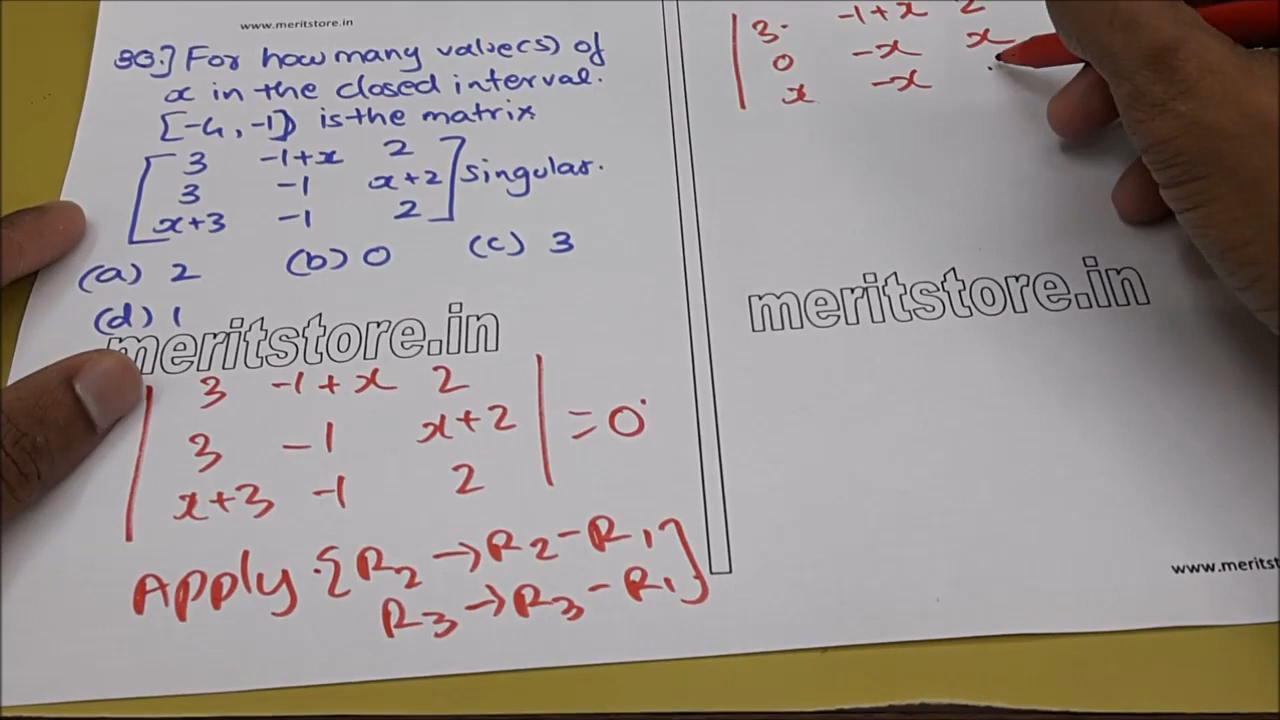 www.meritstore.in
30.] For how many value(s) of
x in the closed interval.
[-4, -1] is the matrix
3 -1+x 2
3 -1 x+2 singular.
x+3 -1 2
(a) 2 (b) 0 (c) 3
(d) 1
meritstore.in
3 -1+x 2
3 -1 x+2 = 0
x+3 -1 2
Apply {R2 → R2 - R1
R3 → R3 - R1}
3 -1+x 2
0 -x x
x -x
meritstore.in
www.meritst